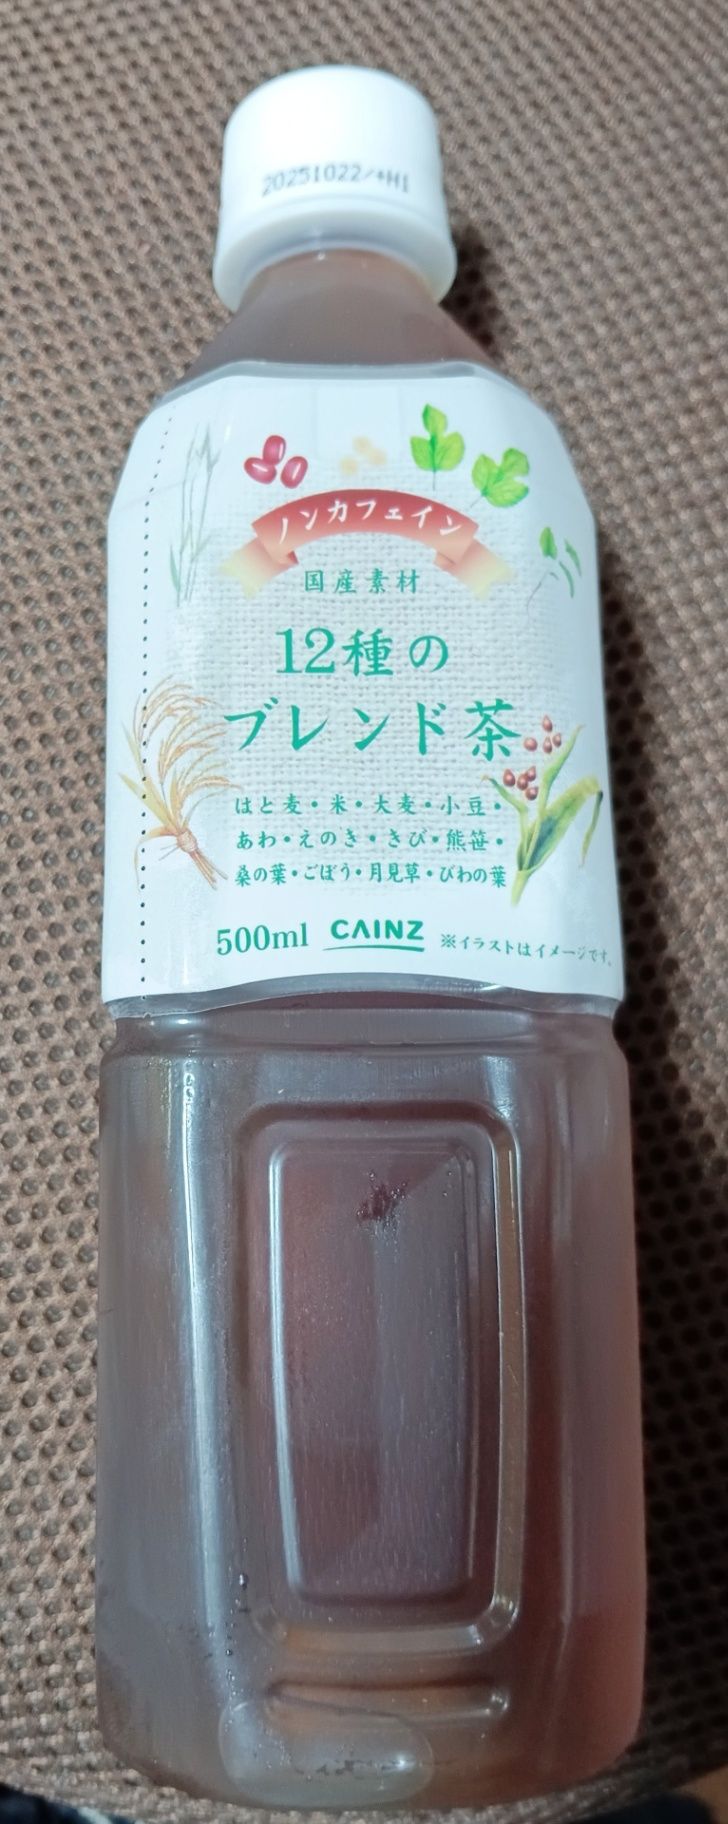 20251022/+H1
ノンカフェイン
国産素材
12種の
ブレンド茶
はと麦・米・大麦・小豆・
あわ・えのき・きび・熊笹・
桑の葉・ごぼう・月見草・びわの葉
500ml CAINZ ※イラストはイメージです。